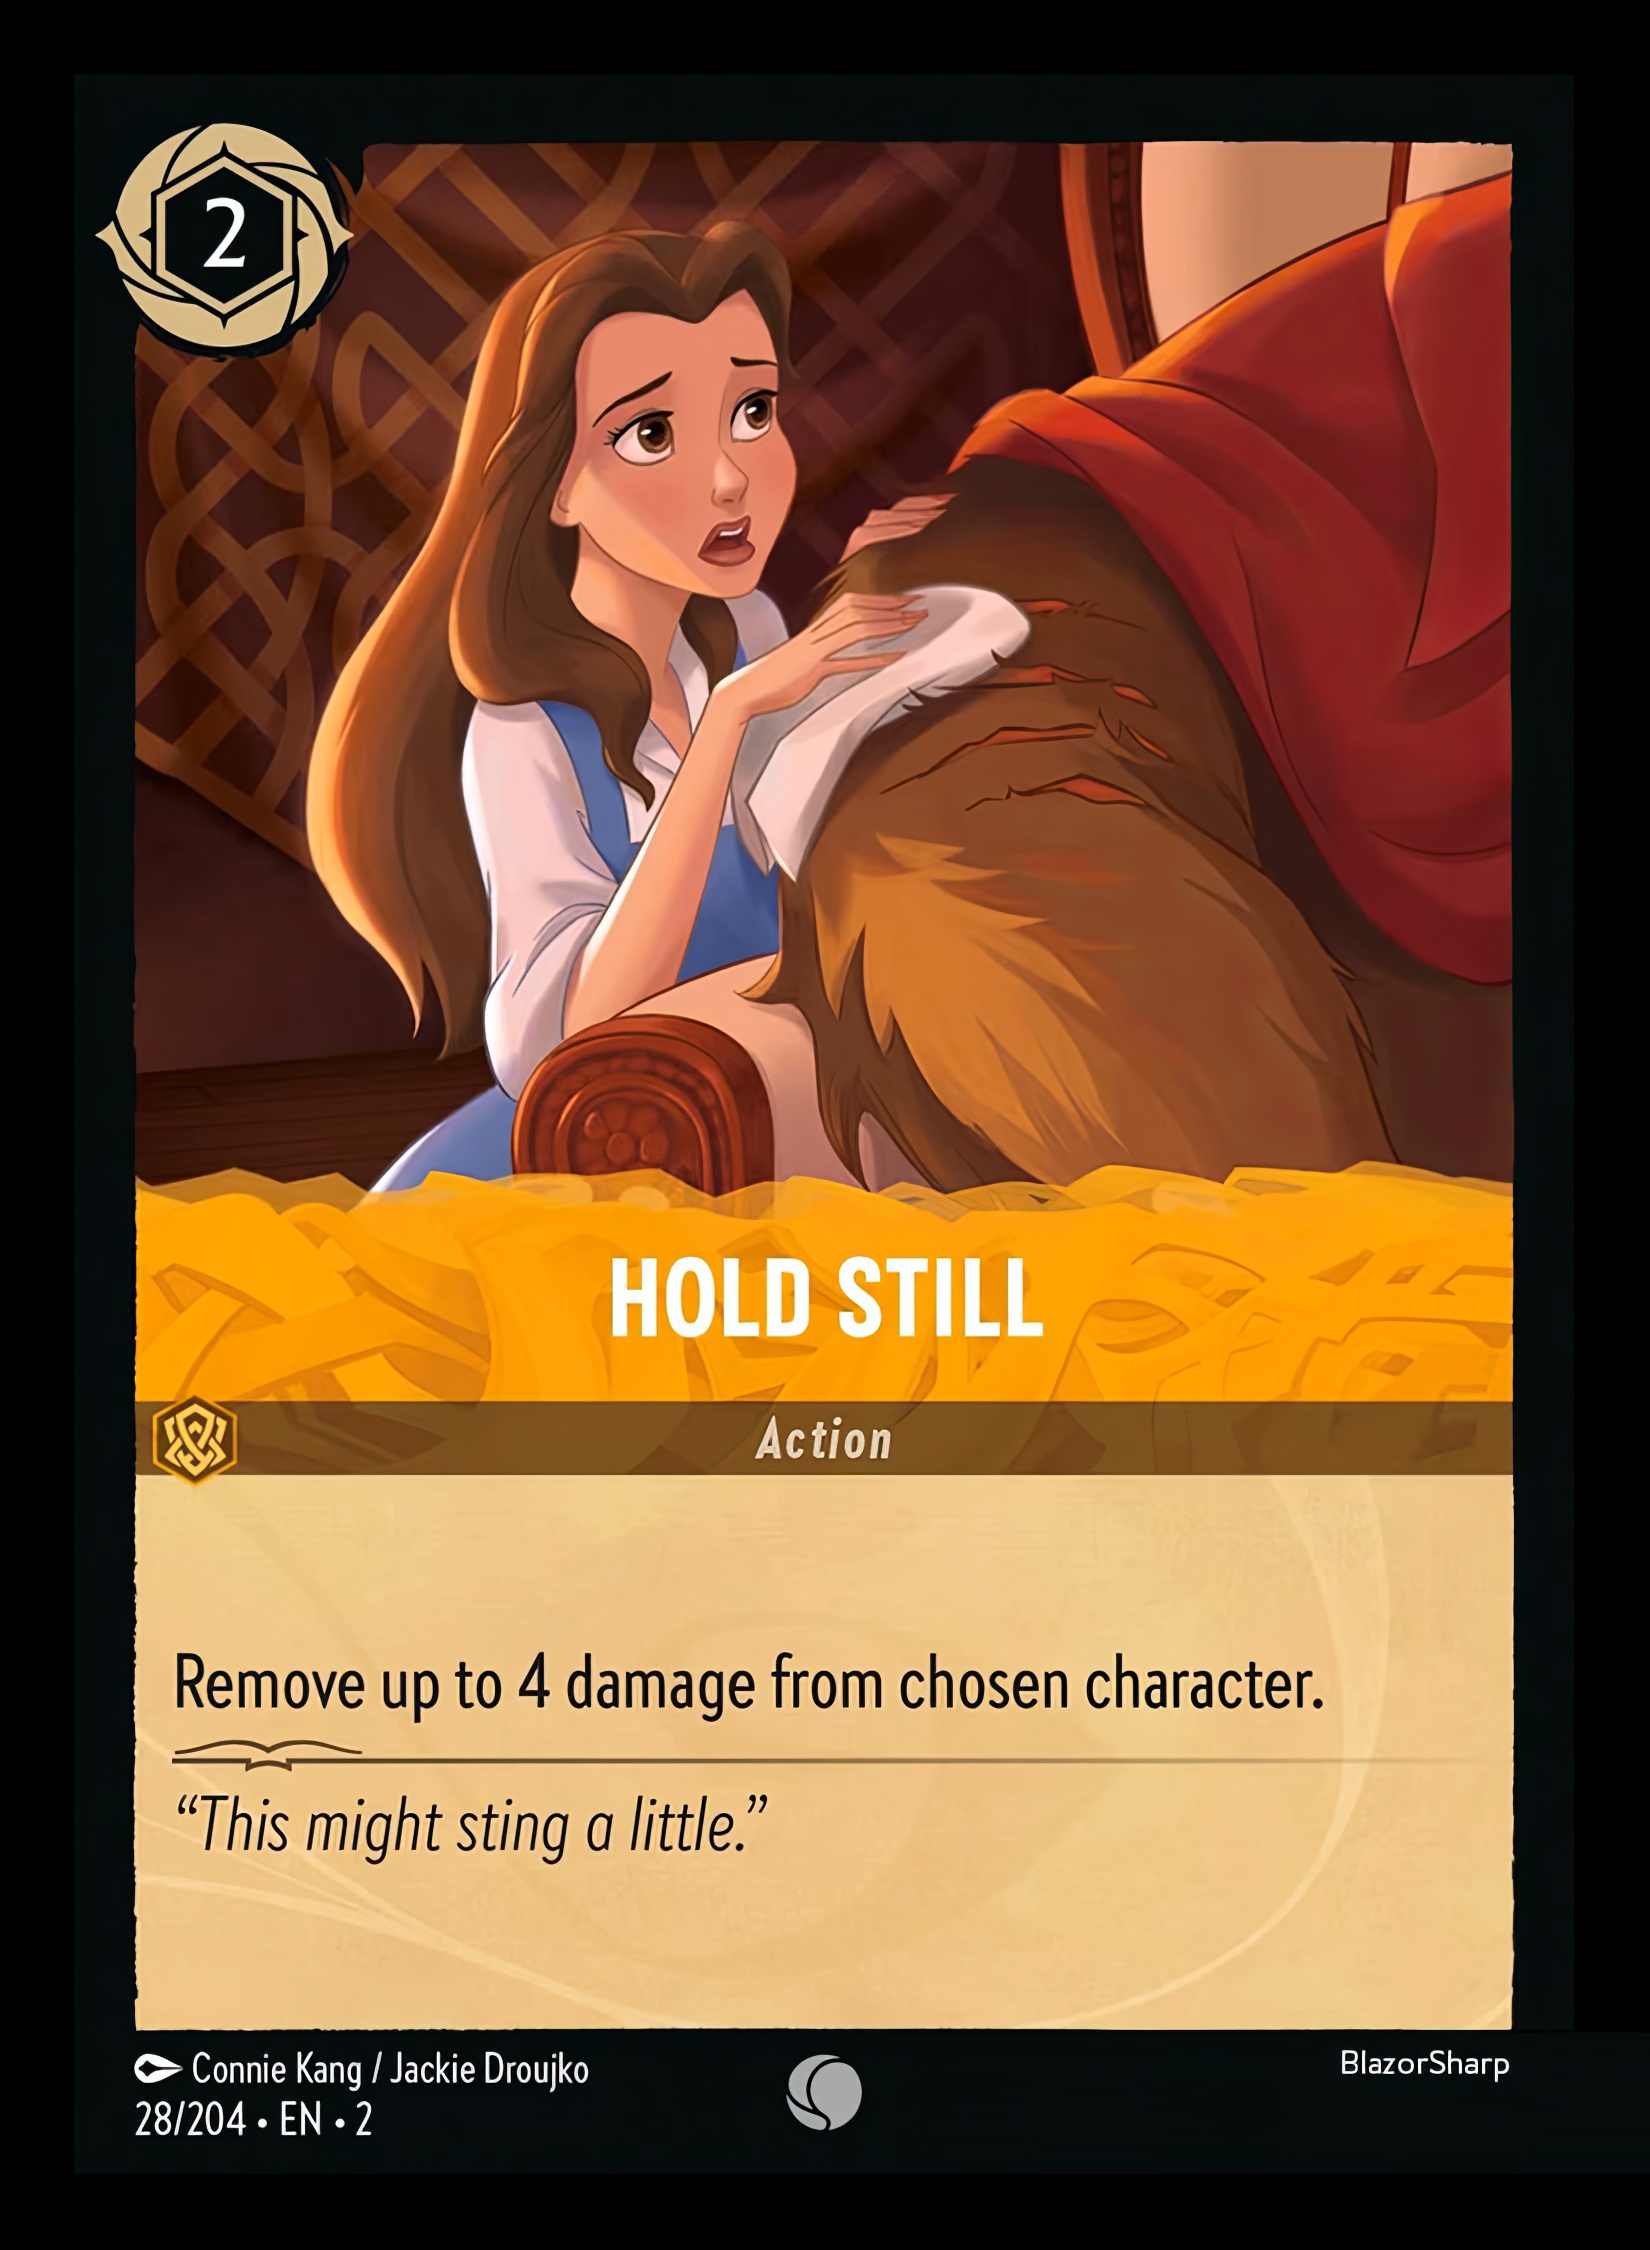 2
HOLD STILL
Action
Remove up to 4 damage from chosen character.
“This might sting a little.”
Connie Kang / Jackie Droujko
BlazorSharp
28/204 • EN • 2